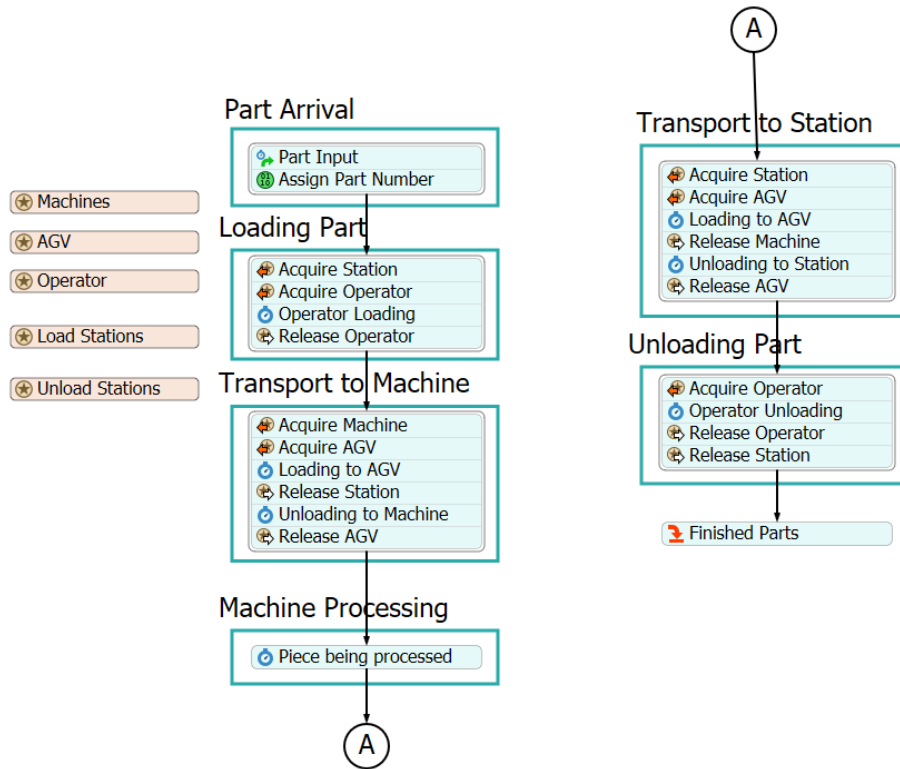 Machines
AGV
Operator
Load Stations
Unload Stations
Part Arrival
Part Input
Assign Part Number
Loading Part
Acquire Station
Acquire Operator
Operator Loading
Release Operator
Transport to Machine
Acquire Machine
Acquire AGV
Loading to AGV
Release Station
Unloading to Machine
Release AGV
Machine Processing
Piece being processed
A
A
Transport to Station
Acquire Station
Acquire AGV
Loading to AGV
Release Machine
Unloading to Station
Release AGV
Unloading Part
Acquire Operator
Operator Unloading
Release Operator
Release Station
Finished Parts